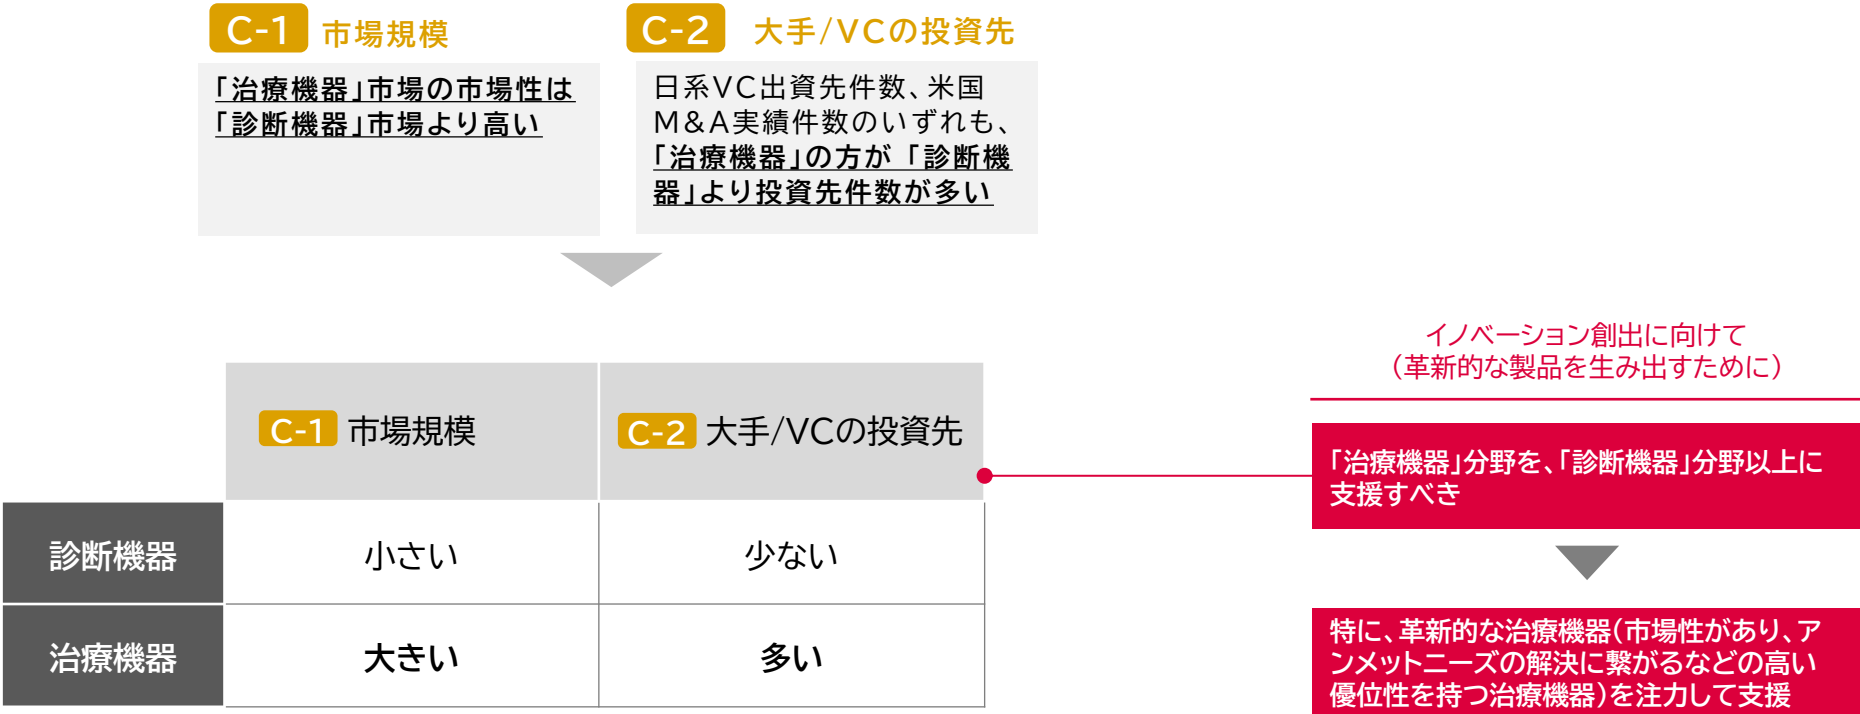 C-1 市場規模
「治療機器」市場の市場性は
「診断機器」市場より高い
C-2 大手/VCの投資先
日系VC出資先件数、米国
M&A実績件数のいずれも、
「治療機器」の方が「診断機
器」より投資先件数が多い
C-1 市場規模
C-2 大手/VCの投資先
診断機器
小さい
少ない
治療機器
大きい
多い
イノベーション創出に向けて
（革新的な製品を生み出すために）
「治療機器」分野を、「診断機器」分野以上に
支援すべき
特に、革新的な治療機器（市場性があり、ア
ンメットニーズの解決に繋がるなどの高い
優位性を持つ治療機器）を注力して支援